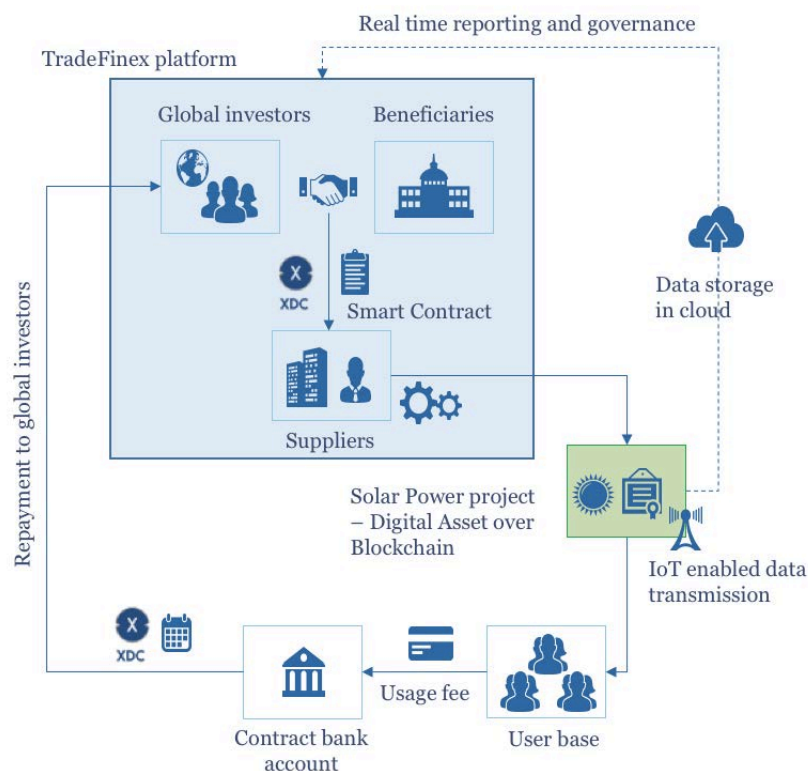 Real time reporting and governance
TradeFinex platform
Global investors
Beneficiaries
X
XDC
Smart Contract
Suppliers
Data storage
in cloud
Repayment to global investors
Solar Power project
– Digital Asset over
Blockchain
IoT enabled data
transmission
X
XDC
Usage fee
Contract bank
account
User base